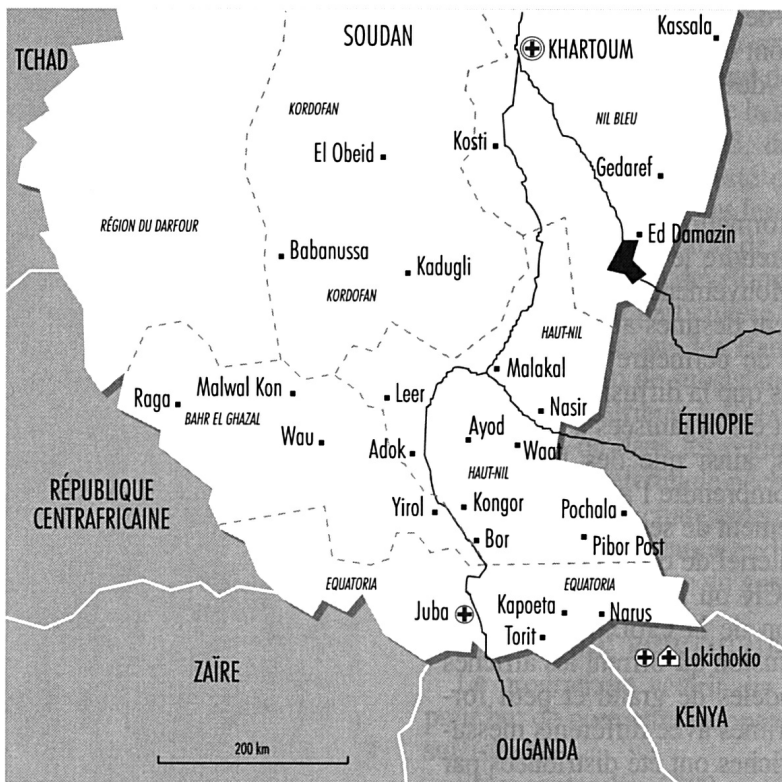 TCHAD
SOUDAN
KHARTOUM
Kassala
KORDOFAN
NIL BLEU
El Obeid
Kosti
Gedaref
RÉGION DU DARFOUR
Babanussa
Ed Damazin
Kadugli
KORDOFAN
HAUT-NIL
Malakal
Raga
Malwal Kon
Leer
Nasir
BAHR EL GHAZAL
Ayod
ÉTHIOPIE
Wau
Adok
Waat
HAUT-NIL
RÉPUBLIQUE
CENTRAFRICAINE
Yirol
Kongor
Pochala
Bor
Pibor Post
EQUATORIA
EQUATORIA
Juba
Kapoeta
Narus
Torit
ZAÏRE
Lokichokio
KENYA
200 km
OUGANDA